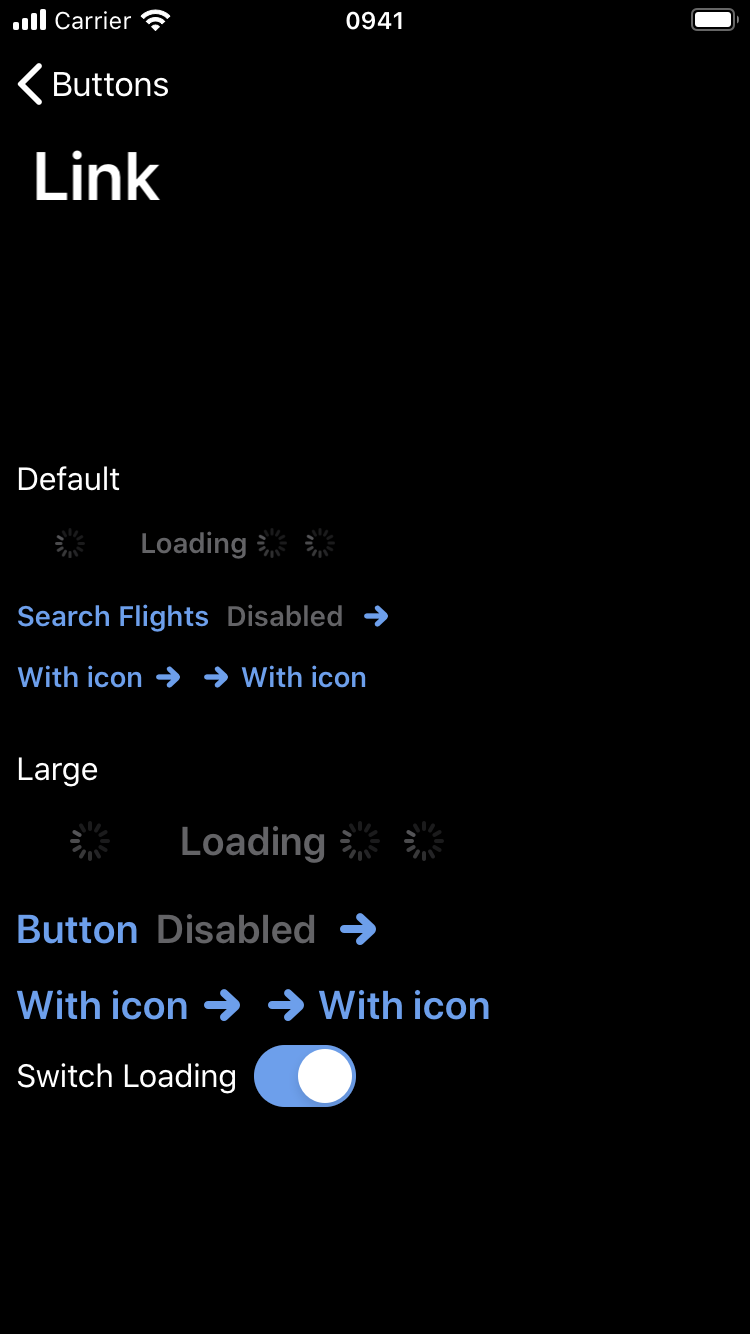 Carrier 0941
Buttons
Link
Default
Loading
Search Flights Disabled
With icon With icon
Large
Loading
Button Disabled
With icon With icon
Switch Loading